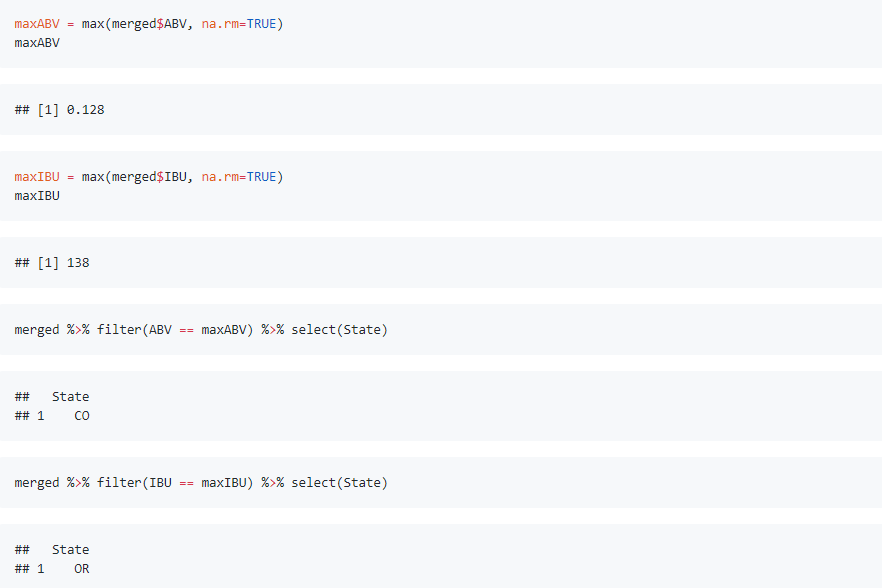 maxABV = max(merged$ABV, na.rm=TRUE)
maxABV
## [1] 0.128
maxIBU = max(merged$IBU, na.rm=TRUE)
maxIBU
## [1] 138
merged %>% filter(ABV == maxABV) %>% select(State)
##   State
## 1    CO
merged %>% filter(IBU == maxIBU) %>% select(State)
##   State
## 1    OR